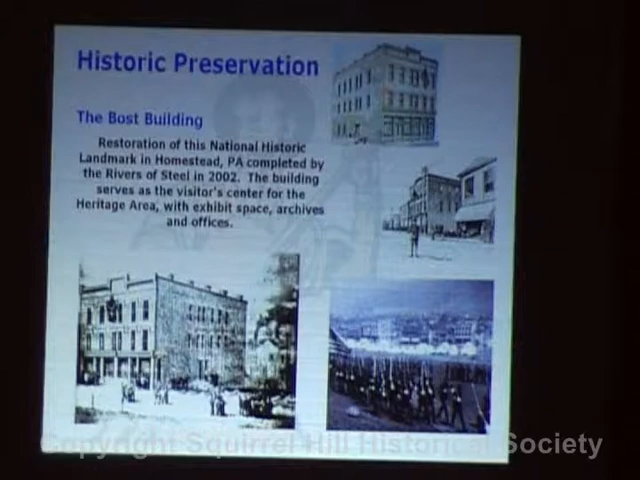 Historic Preservation
The Bost Building
Restoration of this National Historic
Landmark in Homestead, PA completed by
the Rivers of Steel in 2002. The building
serves as the visitor's center for the
Heritage Area, with exhibit space, archives
and offices.
Copyright Squirrel Hill Historical Society